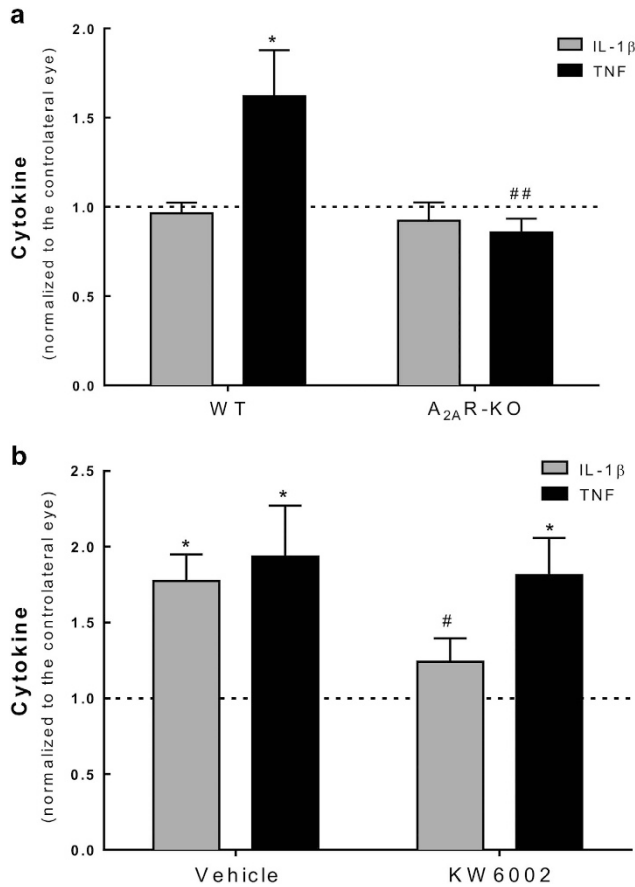 a
Cytokine
(normalized to the controlateral eye)
2.0
1.5
1.0
0.5
0.0
*
##
IL-1β
TNF
WT
A2AR-KO
b
Cytokine
(normalized to the controlateral eye)
2.5
2.0
1.5
1.0
0.5
0.0
*
*
#
*
IL-1β
TNF
Vehicle
KW6002